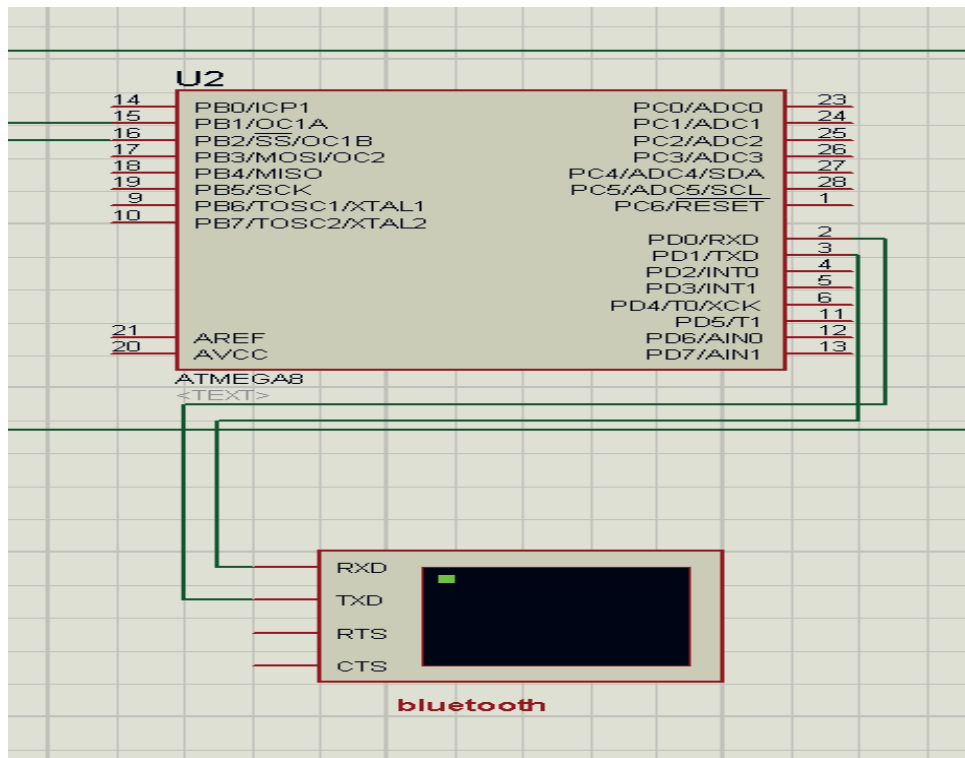 U2
14 PB0/ICP1 PC0/ADC0 23
15 PB1/OC1A PC1/ADC1 24
16 PB2/SS/OC1B PC2/ADC2 25
17 PB3/MOSI/OC2 PC3/ADC3 26
18 PB4/MISO PC4/ADC4/SDA 27
19 PB5/SCK PC5/ADC5/SCL 28
9 PB6/TOSC1/XTAL1 PC6/RESET 1
10 PB7/TOSC2/XTAL2
PD0/RXD 2
PD1/TXD 3
PD2/INT0 4
PD3/INT1 5
PD4/T0/XCK 6
PD5/T1 11
21 AREF PD6/AIN0 12
20 AVCC PD7/AIN1 13
ATMEGA8
<TEXT>
RXD
TXD
RTS
CTS
bluetooth